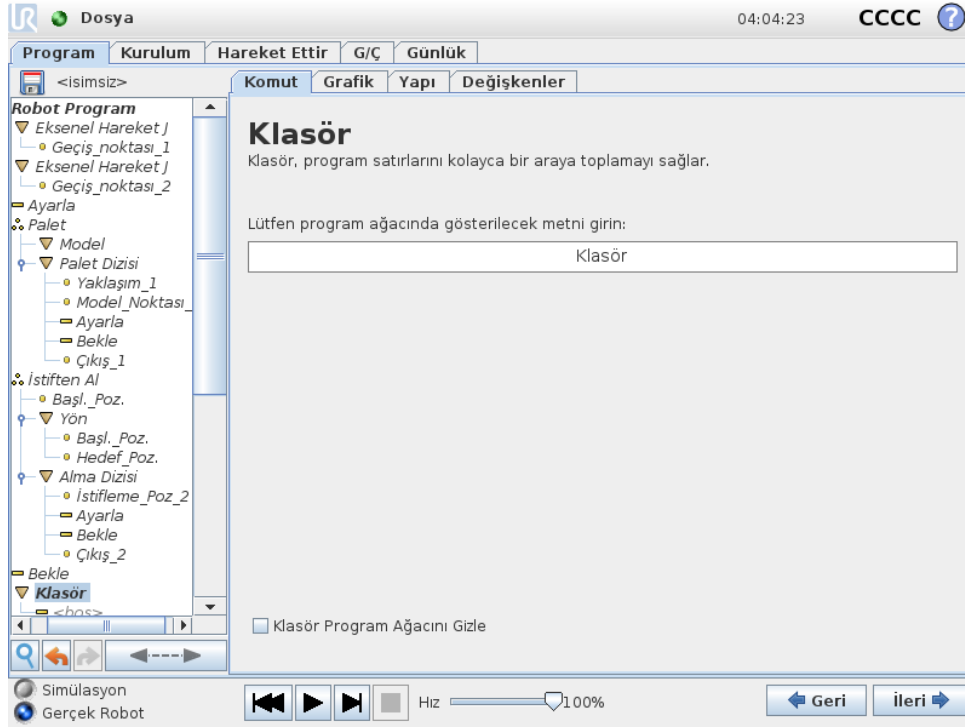 UR Dosya 04:04:23 CCCC ?
Program Kurulum Hareket Ettir G/Ç Günlük
<isimsiz> Komut Grafik Yapı Değişkenler
Robot Program
Eksenel Hareket J
Geçiş_noktası_1
Eksenel Hareket J
Geçiş_noktası_2
Ayarla
Palet
Model
Palet Dizisi
Yaklaşım_1
Model_Noktası_
Ayarla
Bekle
Çıkış_1
İstiften Al
Başl._Poz.
Yön
Başl._Poz.
Hedef_Poz.
Alma Dizisi
İstifleme_Poz_2
Ayarla
Bekle
Çıkış_2
Bekle
Klasör
<boş>
Klasör
Klasör, program satırlarını kolayca bir araya toplamayı sağlar.
Lütfen program ağacında gösterilecek metni girin:
Klasör
Klasör Program Ağacını Gizle
Simülasyon
Gerçek Robot
Hız 100%
Geri İleri